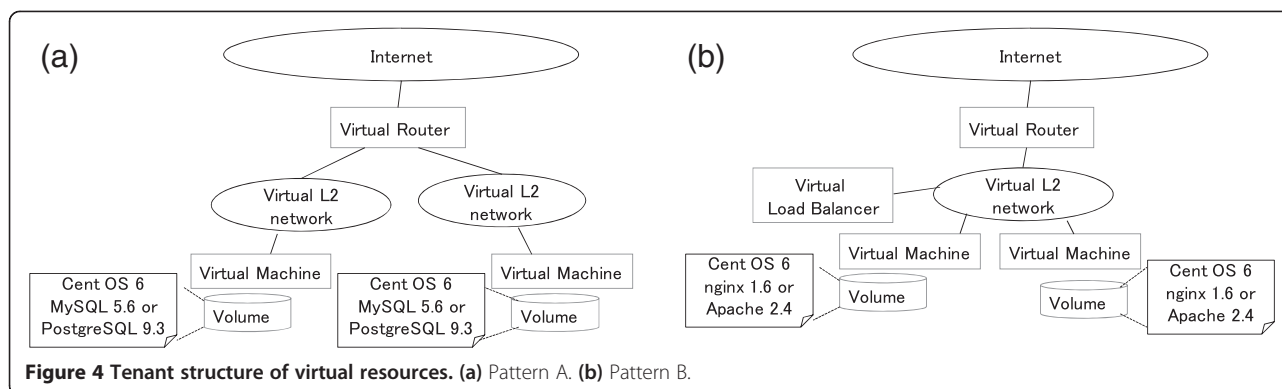 (a)
Internet
Virtual Router
Virtual L2
network
Virtual L2
network
Virtual Machine
Virtual Machine
Cent OS 6
MySQL 5.6 or
PostgreSQL 9.3
Volume
Cent OS 6
MySQL 5.6 or
PostgreSQL 9.3
Volume
(b)
Internet
Virtual Router
Virtual
Load Balancer
Virtual L2
network
Virtual Machine
Virtual Machine
Cent OS 6
nginx 1.6 or
Apache 2.4
Volume
Volume
Cent OS 6
nginx 1.6 or
Apache 2.4
Figure 4 Tenant structure of virtual resources. (a) Pattern A. (b) Pattern B.